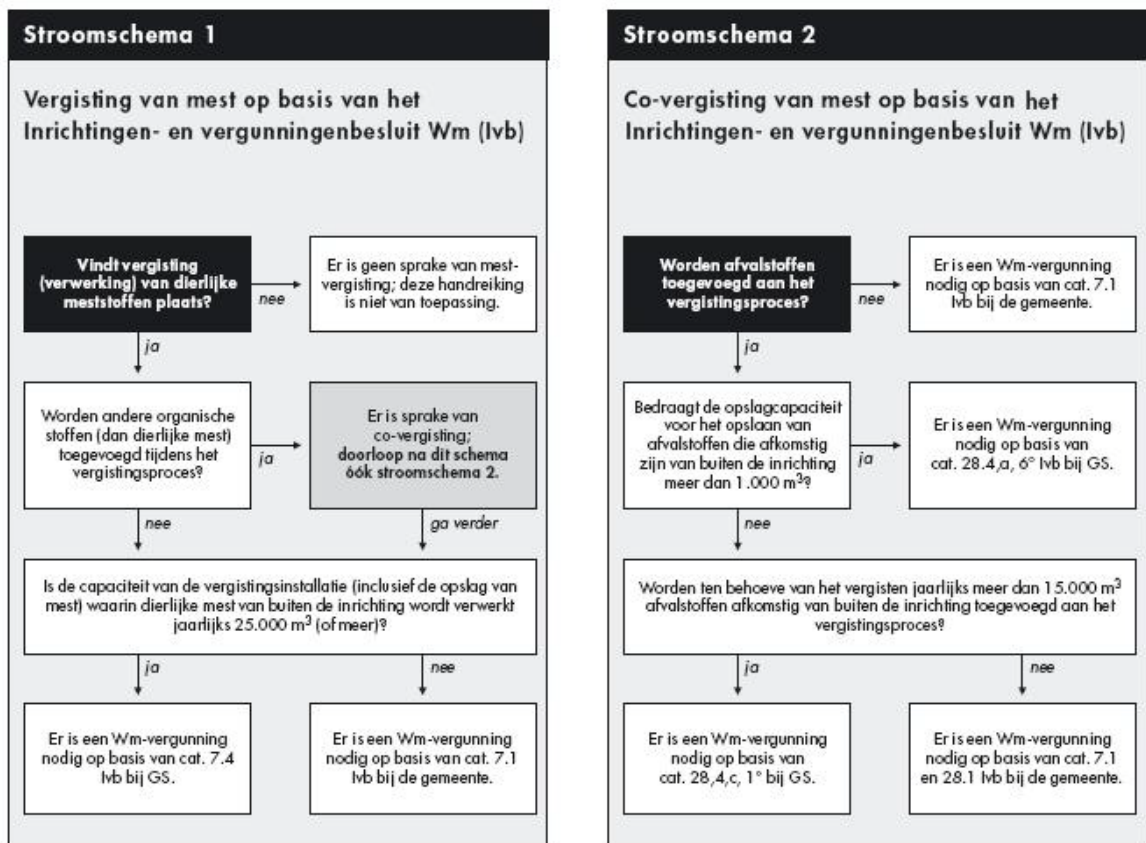 Stroomschema 1
Vergisting van mest op basis van het
Inrichtingen- en vergunningenbesluit Wm (Ivb)
Vindt vergisting
(verwerking) van dierlijke
meststoffen plaats?
nee
Er is geen sprake van mest-
vergisting; deze handreiking
is niet van toepassing.
ja
Worden andere organische
stoffen (dan dierlijke mest)
toegevoegd tijdens het
vergistingsproces?
ja
Er is sprake van
co-vergisting;
doorloop na dit schema
óók stroomschema 2.
nee
ga verder
Is de capaciteit van de vergistingsinstallatie (inclusief de opslag van
mest) waarin dierlijke mest van buiten de inrichting wordt verwerkt
jaarlijks 25.000 m³ (of meer)?
ja
nee
Er is een Wm-vergunning
nodig op basis van cat. 7.4
Ivb bij GS.
Er is een Wm-vergunning
nodig op basis van cat. 7.1
Ivb bij de gemeente.
Stroomschema 2
Co-vergisting van mest op basis van het
Inrichtingen- en vergunningenbesluit Wm (Ivb)
Worden afvalstoffen
toegevoegd aan het
vergistingsproces?
nee
Er is een Wm-vergunning
nodig op basis van cat. 7.1
Ivb bij de gemeente.
ja
Bedraagt de opslagcapaciteit
voor het opslaan van
afvalstoffen die afkomstig
zijn van buiten de inrichting
meer dan 1.000 m³?
ja
Er is een Wm-vergunning
nodig op basis van
cat. 28.4,a, 6° Ivb bij GS.
nee
Worden ten behoeve van het vergisten jaarlijks meer dan 15.000 m³
afvalstoffen afkomstig van buiten de inrichting toegevoegd aan het
vergistingsproces?
ja
nee
Er is een Wm-vergunning
nodig op basis van
cat. 28,4,c, 1° bij GS.
Er is een Wm-vergunning
nodig op basis van cat. 7.1
en 28.1 Ivb bij de gemeente.